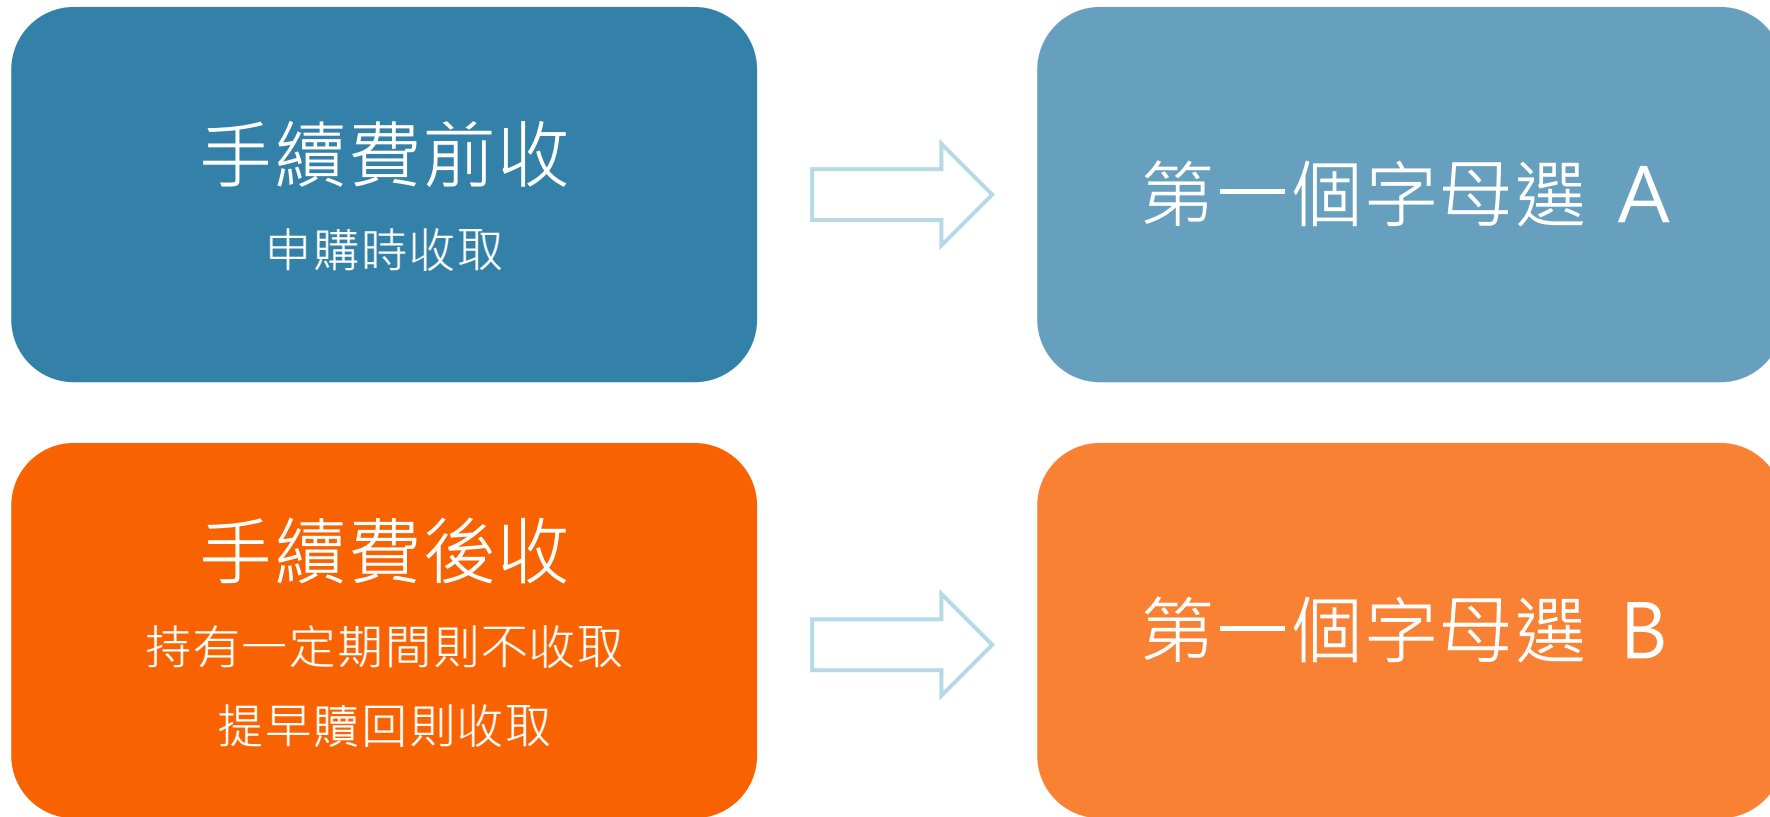 手續費前收
申購時收取
第一個字母選 A
手續費後收
持有一定期間則不收取
提早贖回則收取
第一個字母選 B